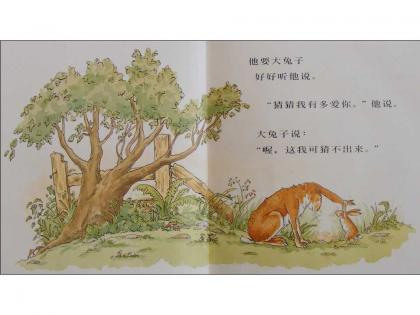 他要大兔子
好好听他说。
“猜猜我有多爱你。”他说。
大兔子说：
“喔，这我可猜不出来。”